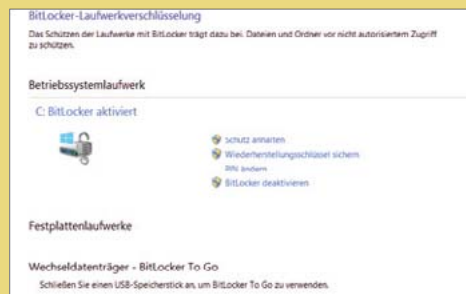 BitLocker-Laufwerkverschlüsselung
Das Schützen der Laufwerke mit BitLocker trägt dazu bei, Dateien und Ordner vor nicht autorisiertem Zugriff
zu schützen.
Betriebssystemlaufwerk
C: BitLocker aktiviert
Schutz anhalten
Wiederherstellungsschlüssel sichern
PIN ändern
BitLocker deaktivieren
Festplattenlaufwerke
Wechseldatenträger - BitLocker To Go
Schließen Sie einen USB-Speicherstick an, um BitLocker To Go zu verwenden.